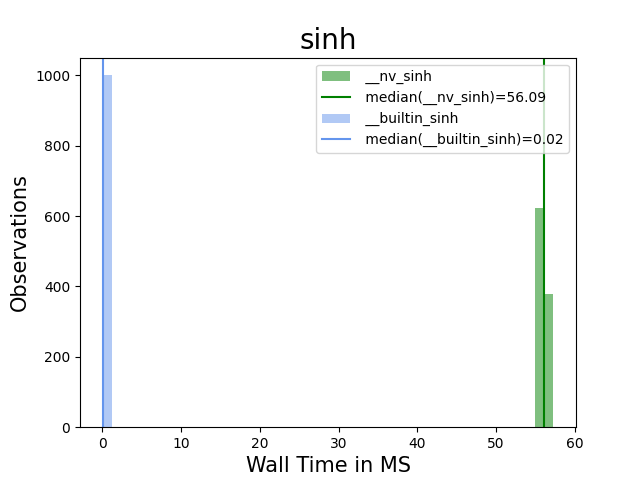 sinh
__nv_sinh
median(__nv_sinh)=56.09
__builtin_sinh
median(__builtin_sinh)=0.02
Observations
1000
800
600
400
200
0
0 10 20 30 40 50 60
Wall Time in MS